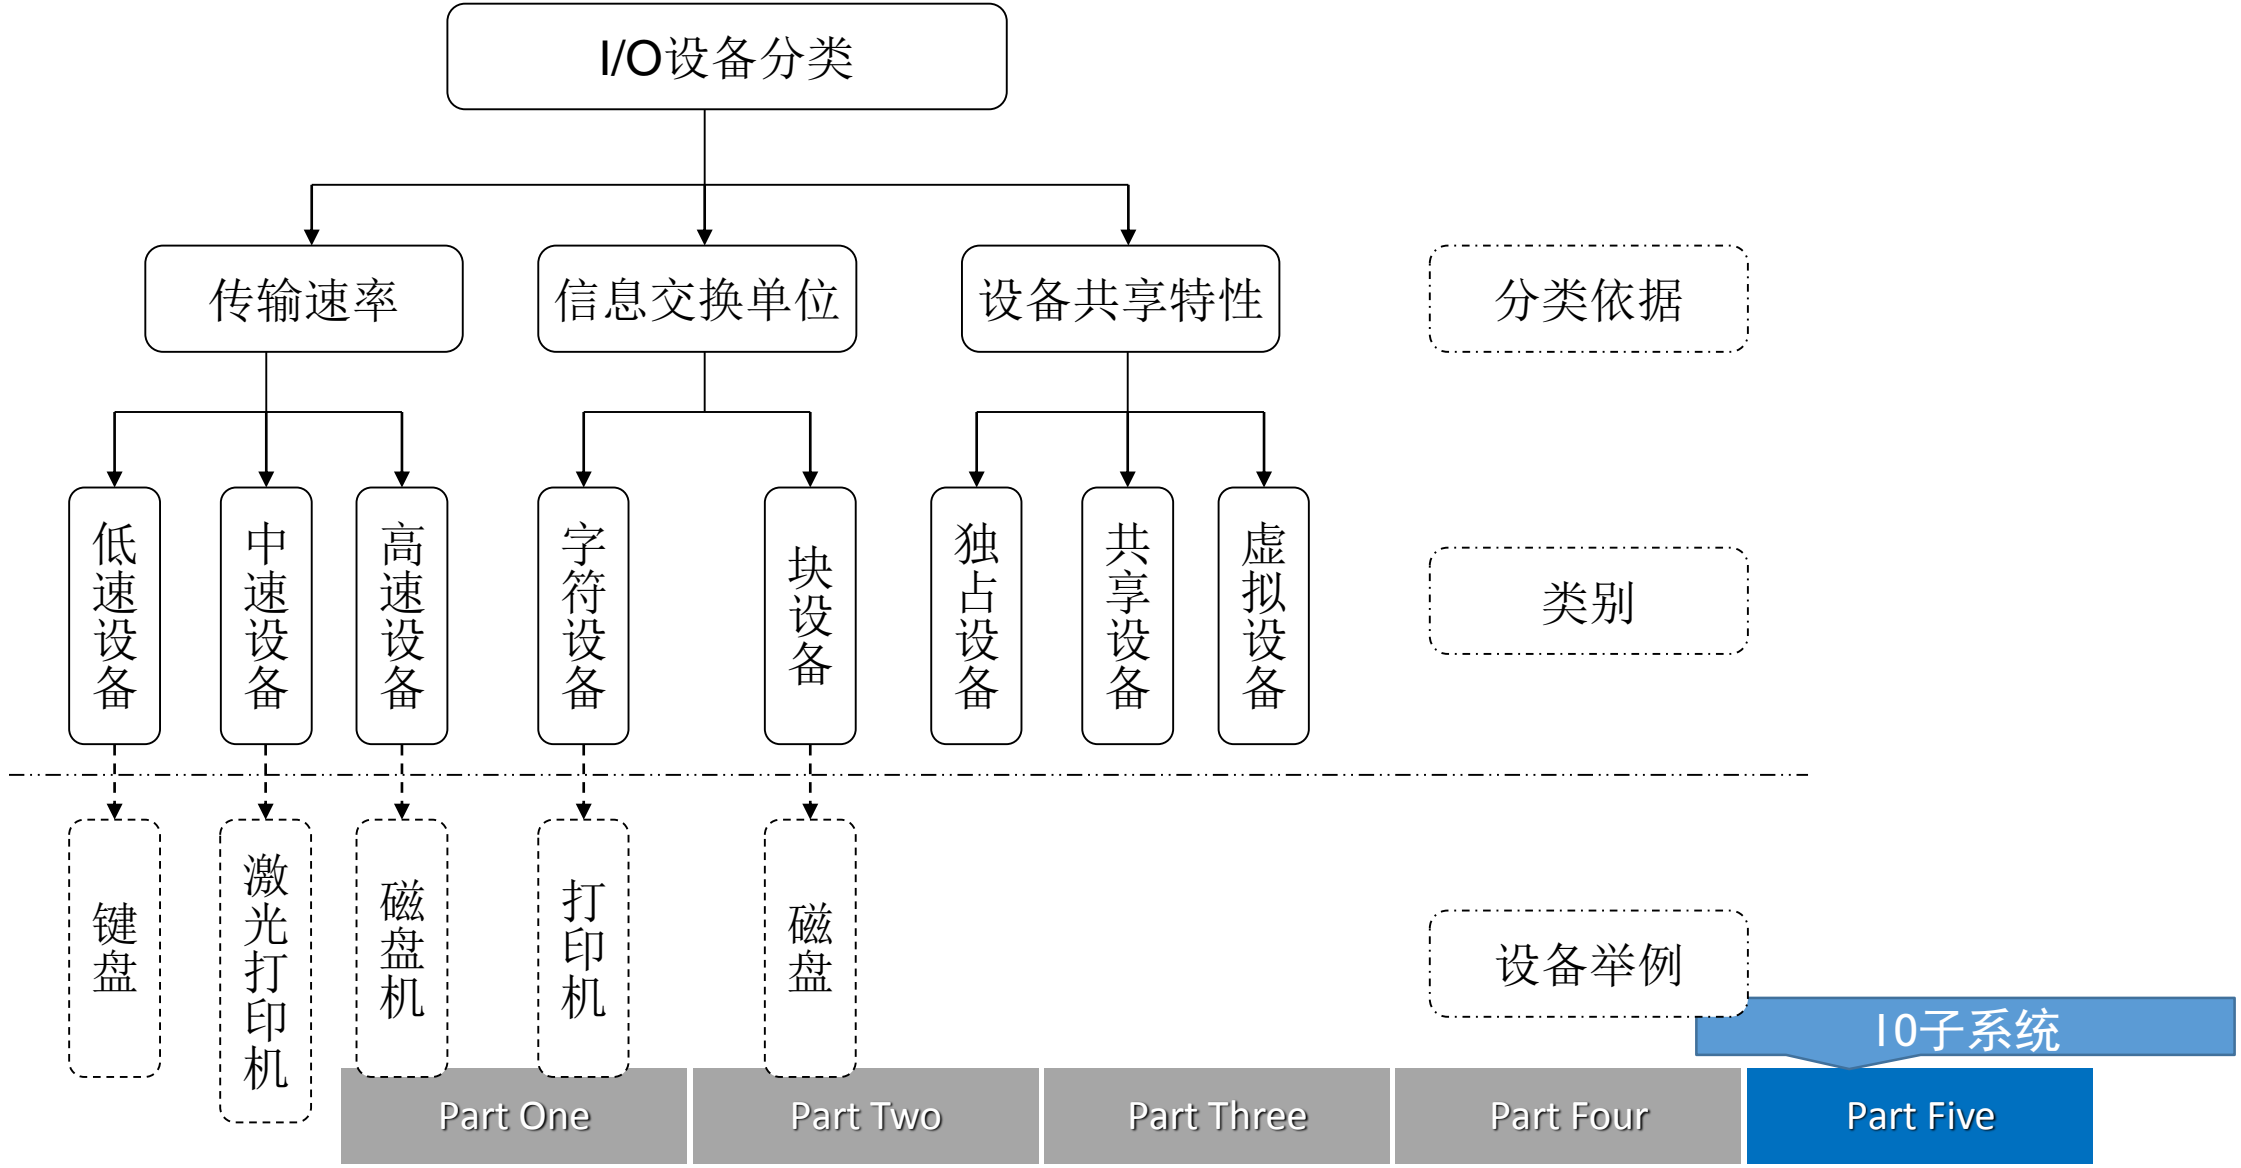 I/O设备分类
传输速率
信息交换单位
设备共享特性
分类依据
低速设备
中速设备
高速设备
字符设备
块设备
独占设备
共享设备
虚拟设备
类别
键盘
激光打印机
磁盘机
打印机
磁盘
设备举例
IO子系统
Part One
Part Two
Part Three
Part Four
Part Five